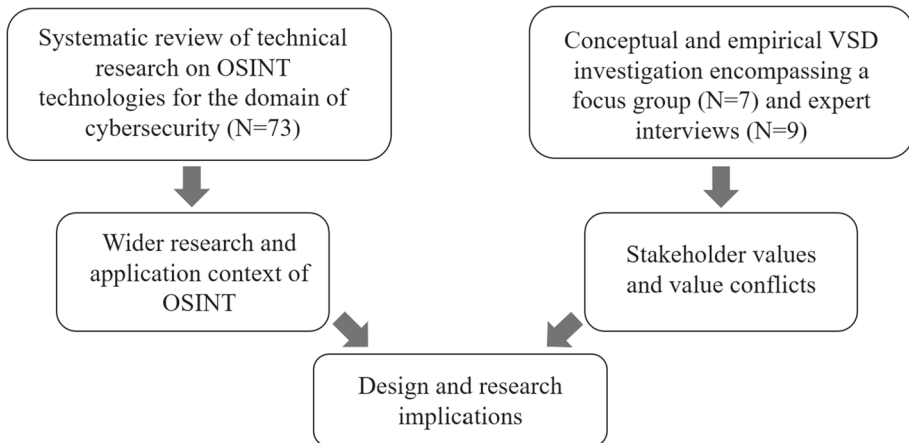 Systematic review of technical
research on OSINT
technologies for the domain of
cybersecurity (N=73)
Conceptual and empirical VSD
investigation encompassing a
focus group (N=7) and expert
interviews (N=9)
Wider research and
application context of
OSINT
Stakeholder values
and value conflicts
Design and research
implications